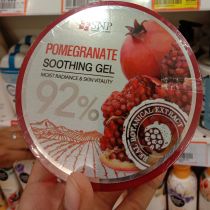 SNP
POMEGRANATE
SOOTHING GEL
MOIST RADIANCE & SKIN VITALITY
92%
BOTANICAL EXTRACT